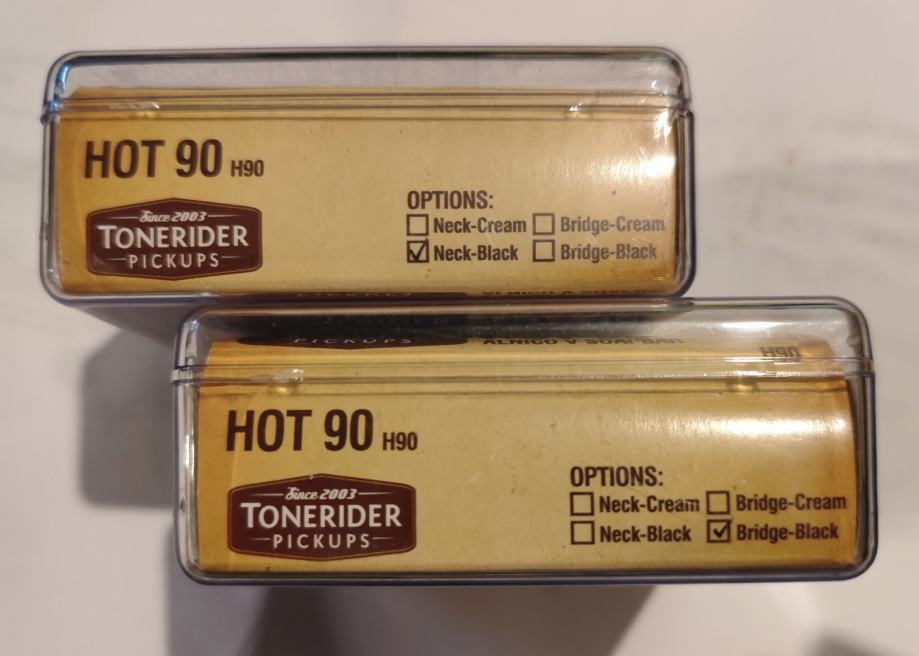 HOT 90 H90
Since 2003
TONERIDER
PICKUPS
OPTIONS:
☐ Neck-Cream ☐ Bridge-Cream
☑ Neck-Black ☐ Bridge-Black
PICKUPS
ALNICO V SOAPBAR
HOT 90 H90
Since 2003
TONERIDER
PICKUPS
OPTIONS:
☐ Neck-Cream ☐ Bridge-Cream
☐ Neck-Black ☑ Bridge-Black